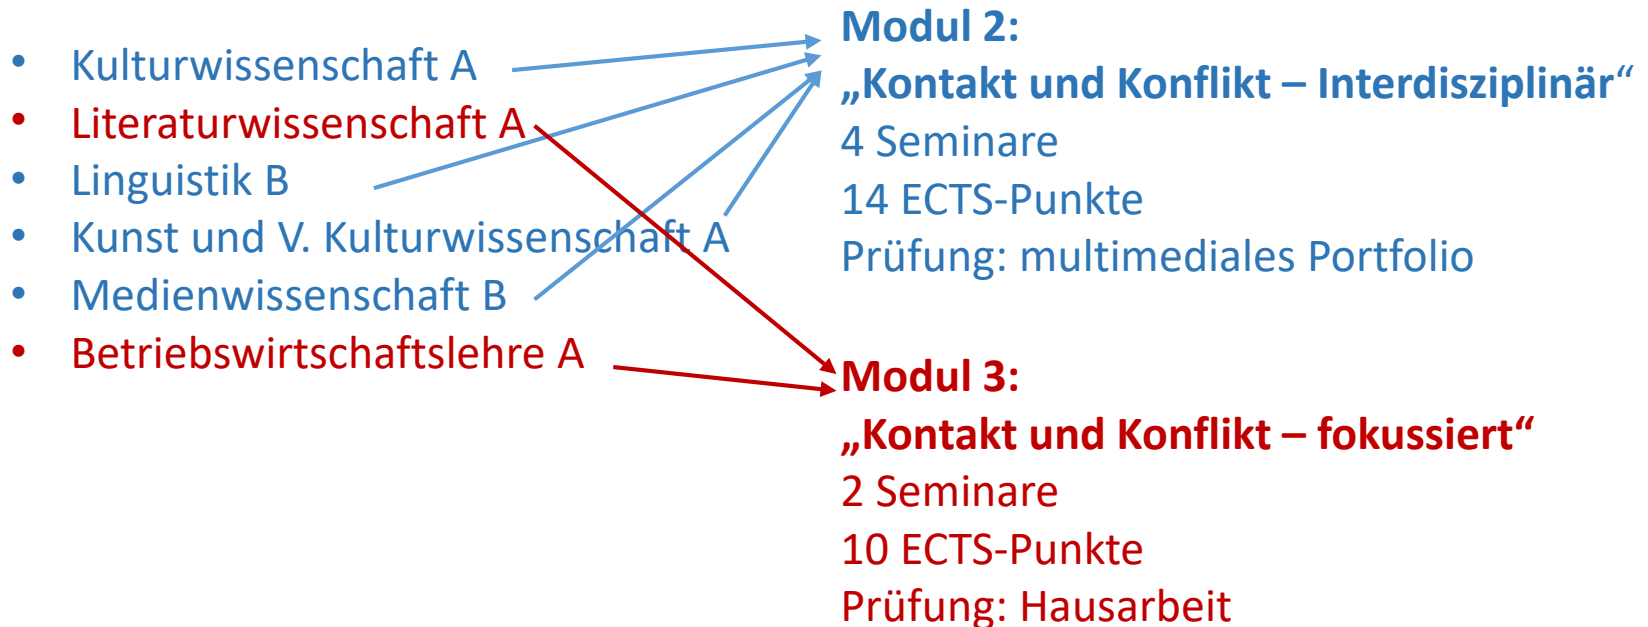 • Kulturwissenschaft A
• Literaturwissenschaft A
• Linguistik B
• Kunst und V. Kulturwissenschaft A
• Medienwissenschaft B
• Betriebswirtschaftslehre A
Modul 2:
„Kontakt und Konflikt – Interdisziplinär“
4 Seminare
14 ECTS-Punkte
Prüfung: multimediales Portfolio
Modul 3:
„Kontakt und Konflikt – fokussiert“
2 Seminare
10 ECTS-Punkte
Prüfung: Hausarbeit